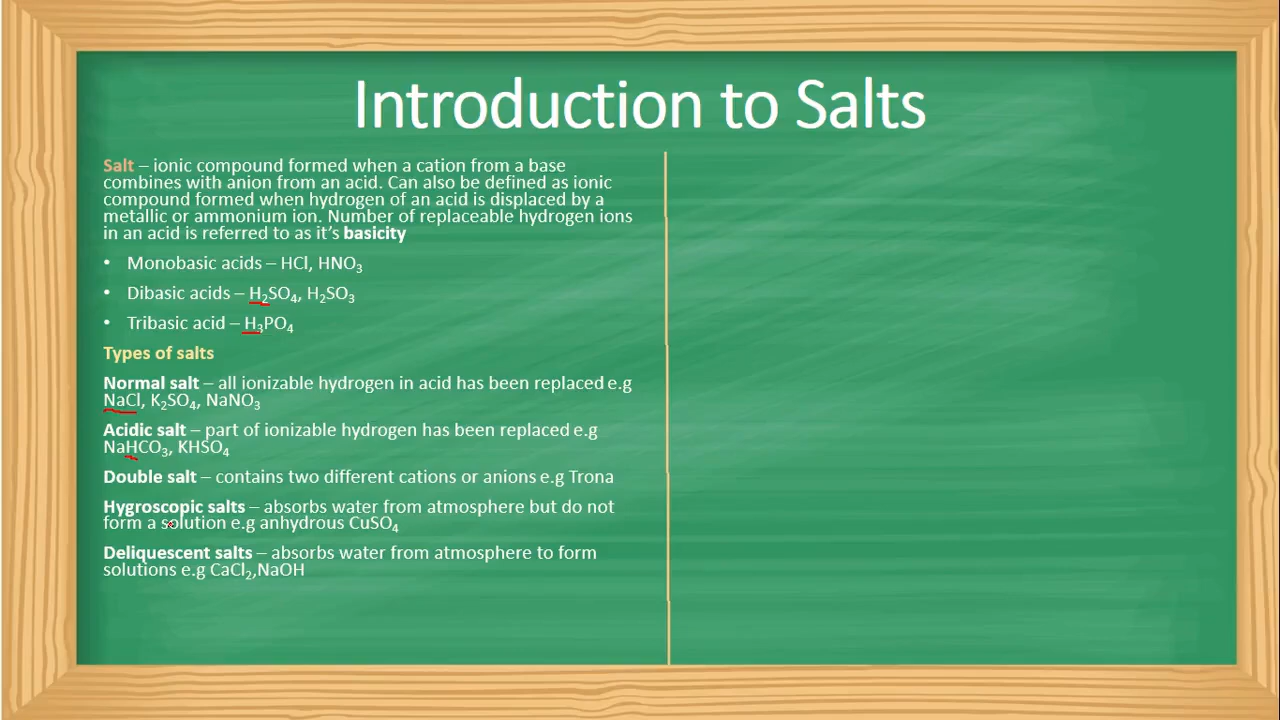 Introduction to Salts
Salt – ionic compound formed when a cation from a base
combines with anion from an acid. Can also be defined as ionic
compound formed when hydrogen of an acid is displaced by a
metallic or ammonium ion. Number of replaceable hydrogen ions
in an acid is referred to as it’s basicity
• Monobasic acids – HCl, HNO₃
• Dibasic acids – H₂SO₄, H₂SO₃
• Tribasic acid – H₃PO₄
Types of salts
Normal salt – all ionizable hydrogen in acid has been replaced e.g
NaCl, K₂SO₄, NaNO₃
Acidic salt – part of ionizable hydrogen has been replaced e.g
NaHCO₃, KHSO₄
Double salt – contains two different cations or anions e.g Trona
Hygroscopic salts – absorbs water from atmosphere but do not
form a solution e.g anhydrous CuSO₄
Deliquescent salts – absorbs water from atmosphere to form
solutions e.g CaCl₂,NaOH